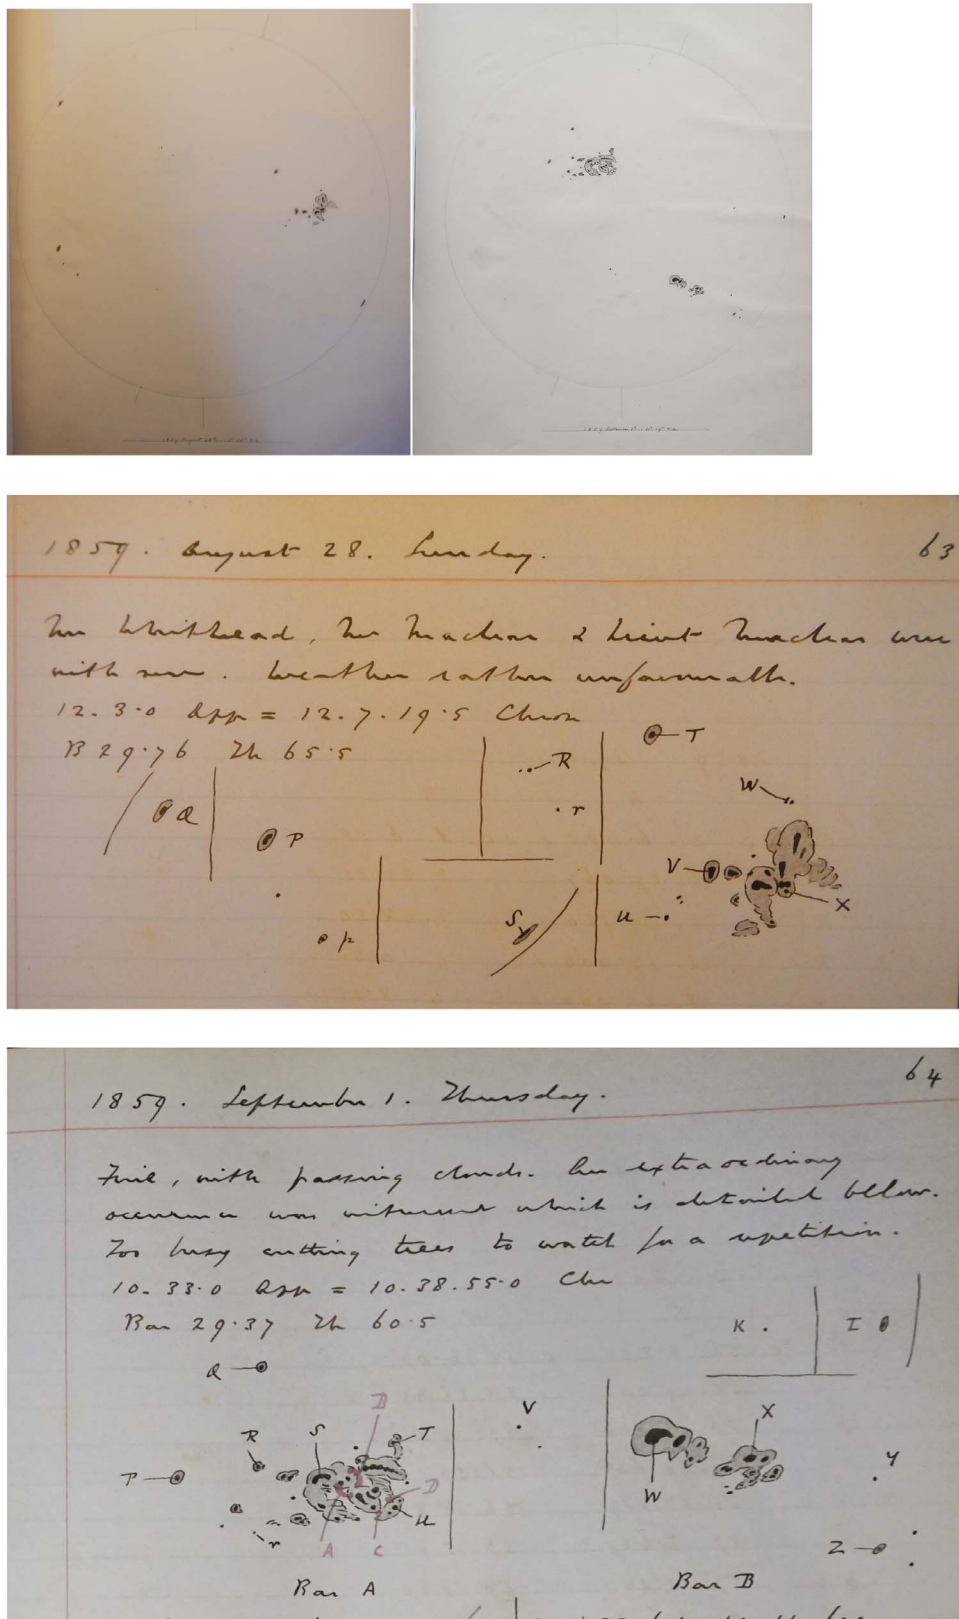 1859. August 28. Sunday. 63
Mr Whithead, Mr Maclear & Lieut Maclear were
with me. Weather rather unfavourable.
12. 3. 0 App = 12. 7. 19.5 Chron
B 29.76 Th 65.5
R
T
r
W
Q
P
V
p
S
U
X
1859. September 1. Thursday. 64
Fine, with passing clouds. An extraordinary
occurrence was witnessed which is detailed below.
Too busy cutting trees to watch for a repetition.
10. 33. 0 App = 10. 38. 55.0 Chr
Bar 29.37 Th 60.5
K
I
Q
B
V
R
S
T
X
P
D
W
Y
U
r
A
C
Z
Bar A
Bar B